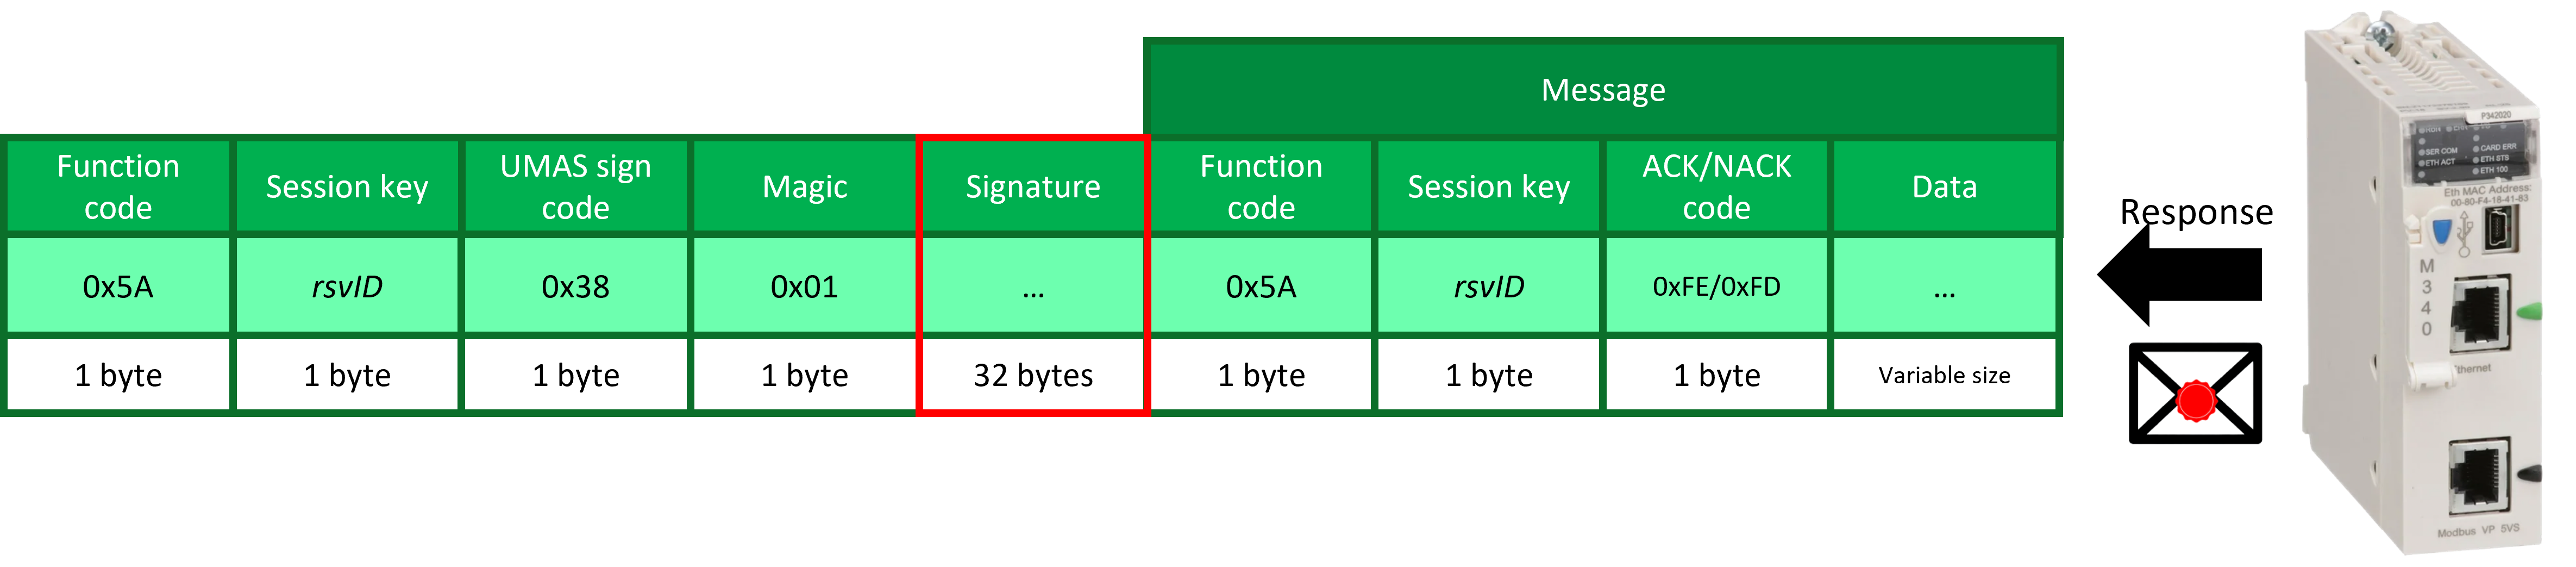 Message
Function code
Session key
UMAS sign code
Magic
Signature
Function code
Session key
ACK/NACK code
Data
0x5A
rsvID
0x38
0x01
...
0x5A
rsvID
0xFE/0xFD
...
1 byte
1 byte
1 byte
1 byte
32 bytes
1 byte
1 byte
1 byte
Variable size
Response
P342020
RUN
ERR
SER COM
CARD ERR
ETH ACT
ETH STS
ETH 100
Eth MAC Address:
00-80-F4-18-41-83
M
3
4
0
Ethernet
Modbus VP 5VS